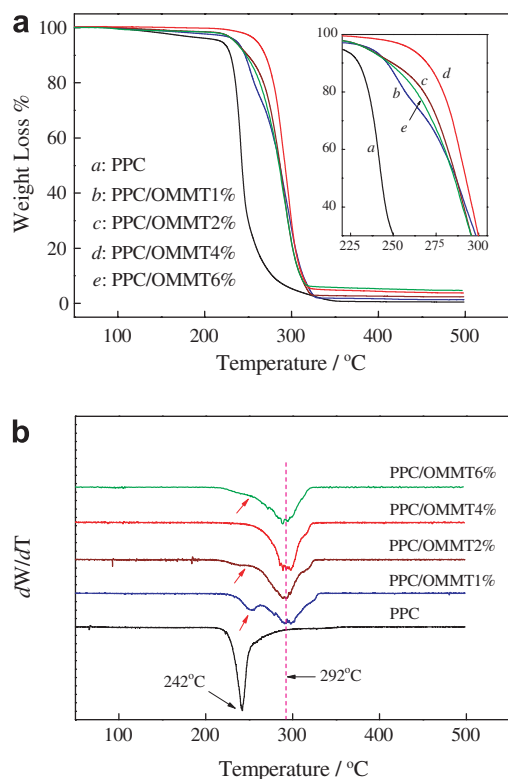 a
100
80
60
40
20
0
Weight Loss %
a: PPC
b: PPC/OMMT1%
c: PPC/OMMT2%
d: PPC/OMMT4%
e: PPC/OMMT6%
100
80
60
40
225 250 275 300
a
b
c
d
e
100 200 300 400 500
Temperature / °C
b
dW/dT
PPC/OMMT6%
PPC/OMMT4%
PPC/OMMT2%
PPC/OMMT1%
PPC
242°C
292°C
100 200 300 400 500
Temperature / °C